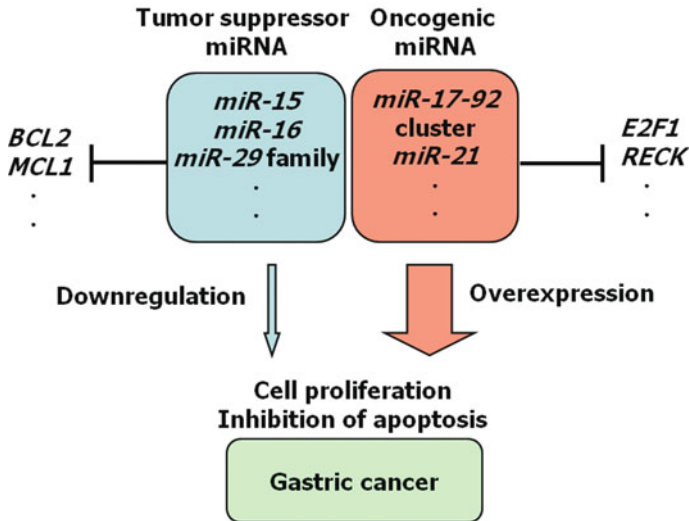 Tumor suppressor
miRNA
Oncogenic
miRNA
miR-15
miR-16
miR-29 family
.
.
miR-17-92
cluster
miR-21
.
.
BCL2
MCL1
.
.
E2F1
RECK
.
.
Downregulation
Overexpression
Cell proliferation
Inhibition of apoptosis
Gastric cancer